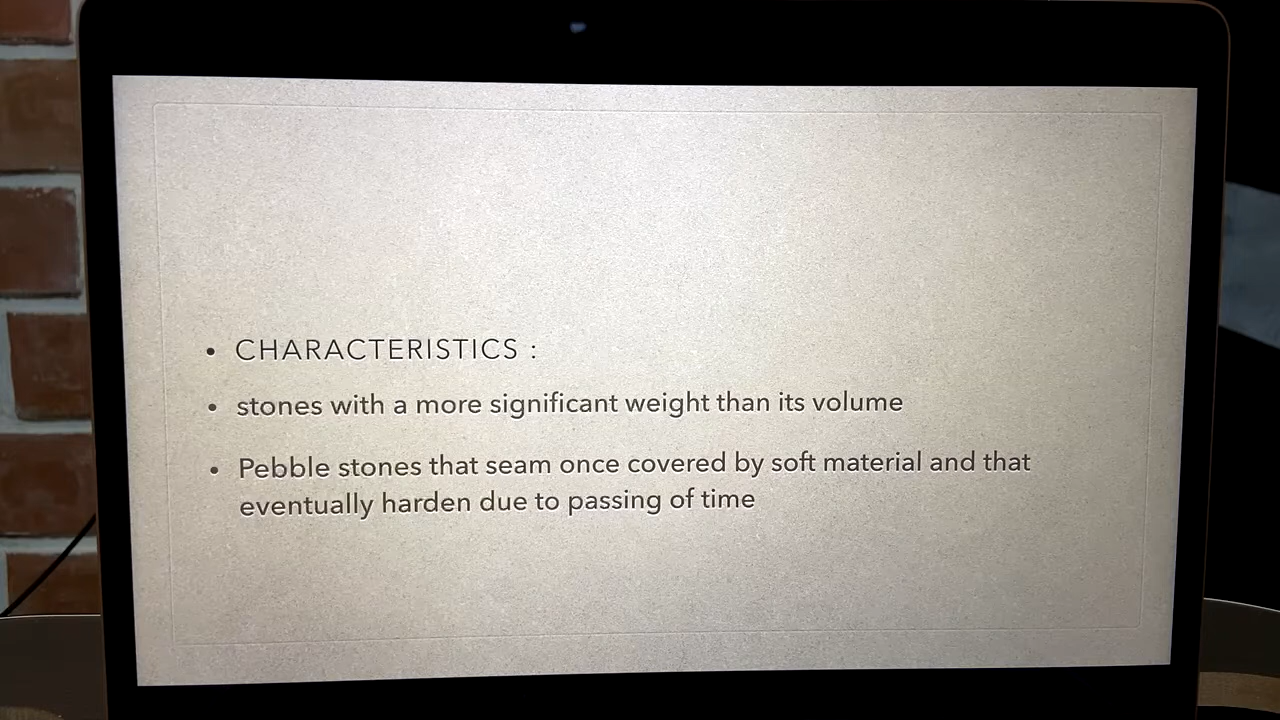 • CHARACTERISTICS :
• stones with a more significant weight than its volume
• Pebble stones that seam once covered by soft material and that
eventually harden due to passing of time